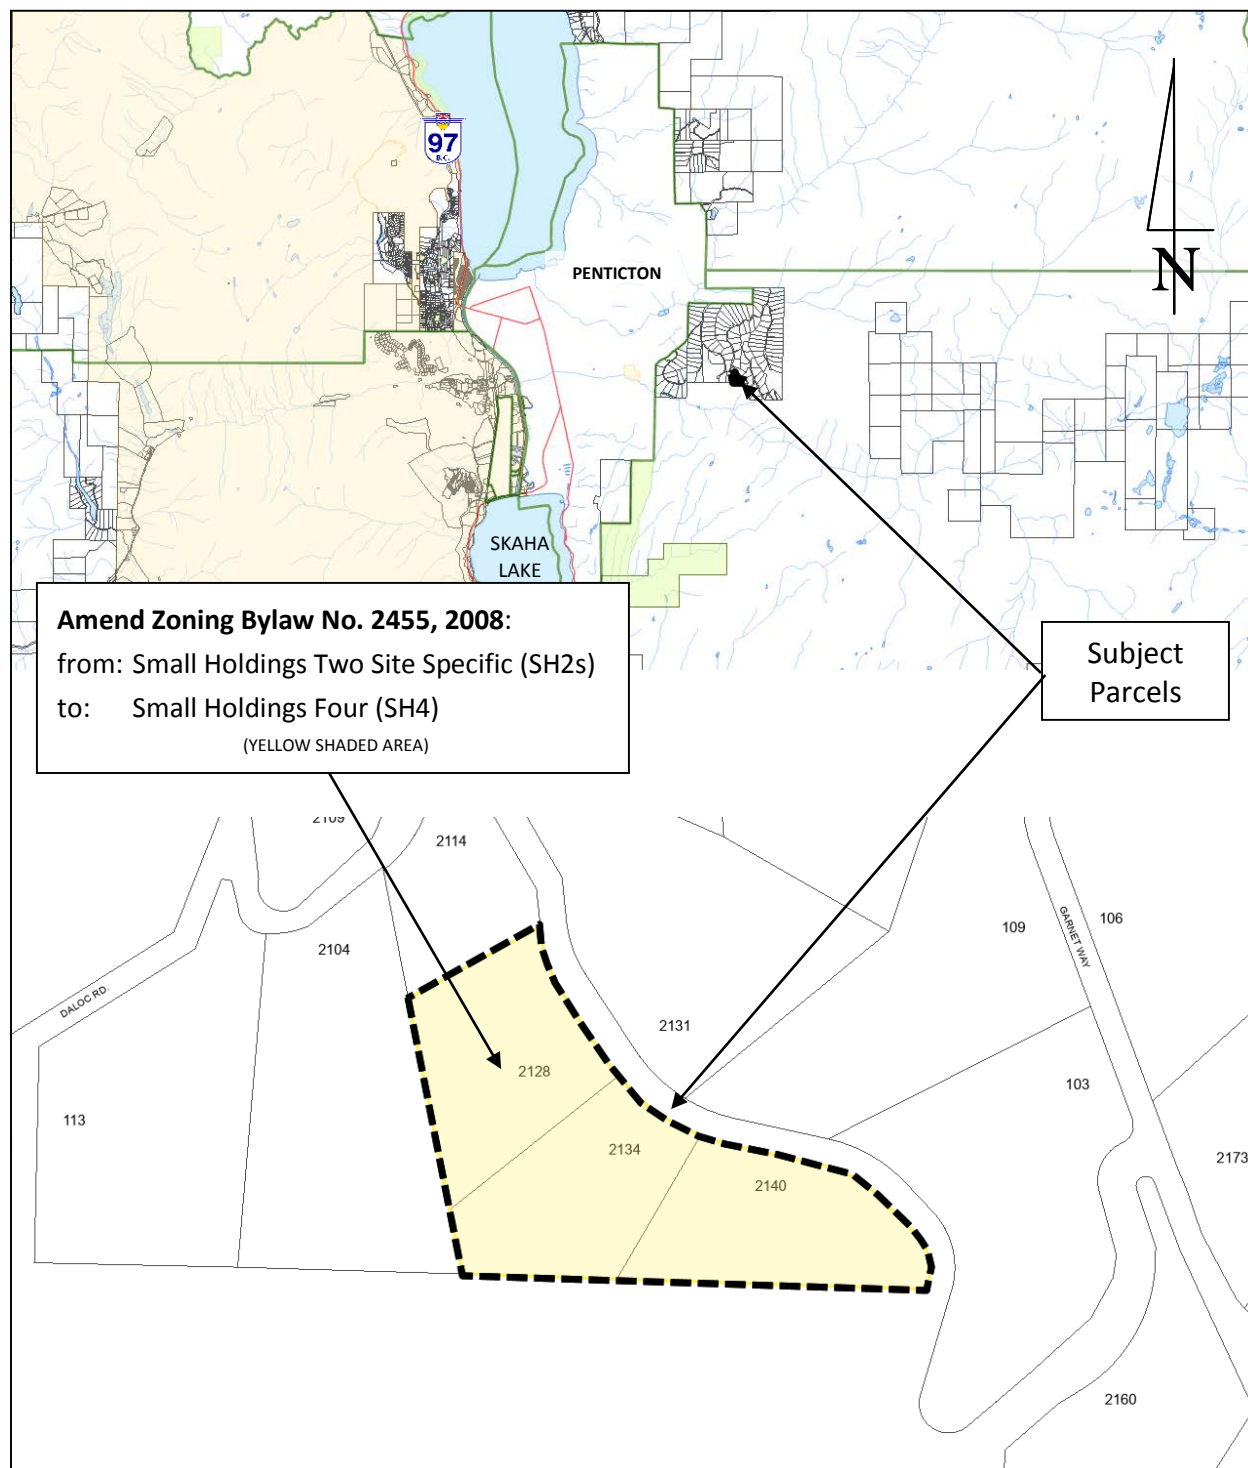 97
B.C.
PENTICTON
N
SKAHA
LAKE
Amend Zoning Bylaw No. 2455, 2008:
from: Small Holdings Two Site Specific (SH2s)
to: Small Holdings Four (SH4)
(YELLOW SHADED AREA)
Subject
Parcels
2109
2114
2104
109
GARNET WAY
106
DALOC RD.
2131
2128
103
113
2134
2173
2140
2160